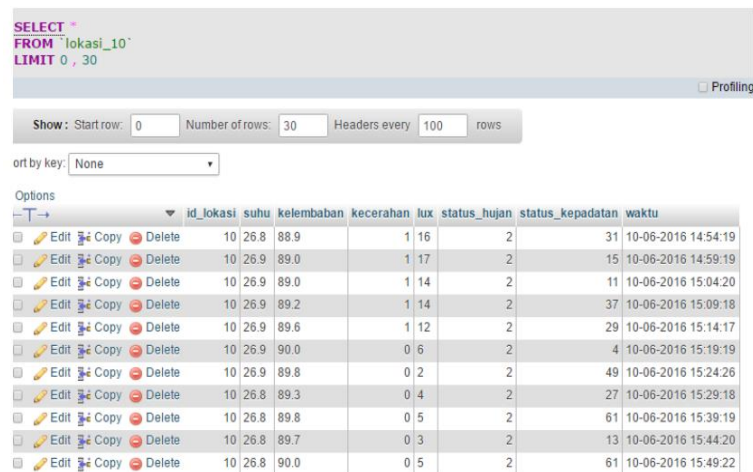 SELECT *
FROM `lokasi_10`
LIMIT 0 , 30
Profiling
Show : Start row: 0 Number of rows: 30 Headers every 100 rows
ort by key: None
Options
←T→ id_lokasi suhu kelembaban kecerahan lux status_hujan status_kepadatan waktu
Edit Copy Delete 10 26.8 88.9 1 16 2 31 10-06-2016 14:54:19
Edit Copy Delete 10 26.9 89.0 1 17 2 15 10-06-2016 14:59:19
Edit Copy Delete 10 26.9 89.0 1 14 2 11 10-06-2016 15:04:20
Edit Copy Delete 10 26.8 89.2 1 14 2 37 10-06-2016 15:09:18
Edit Copy Delete 10 26.9 89.6 1 12 2 29 10-06-2016 15:14:17
Edit Copy Delete 10 26.9 90.0 0 6 2 4 10-06-2016 15:19:19
Edit Copy Delete 10 26.9 89.8 0 2 2 49 10-06-2016 15:24:26
Edit Copy Delete 10 26.8 89.3 0 4 2 27 10-06-2016 15:29:18
Edit Copy Delete 10 26.8 89.8 0 5 2 61 10-06-2016 15:39:19
Edit Copy Delete 10 26.8 89.7 0 3 2 13 10-06-2016 15:44:20
Edit Copy Delete 10 26.8 90.0 0 5 2 61 10-06-2016 15:49:22